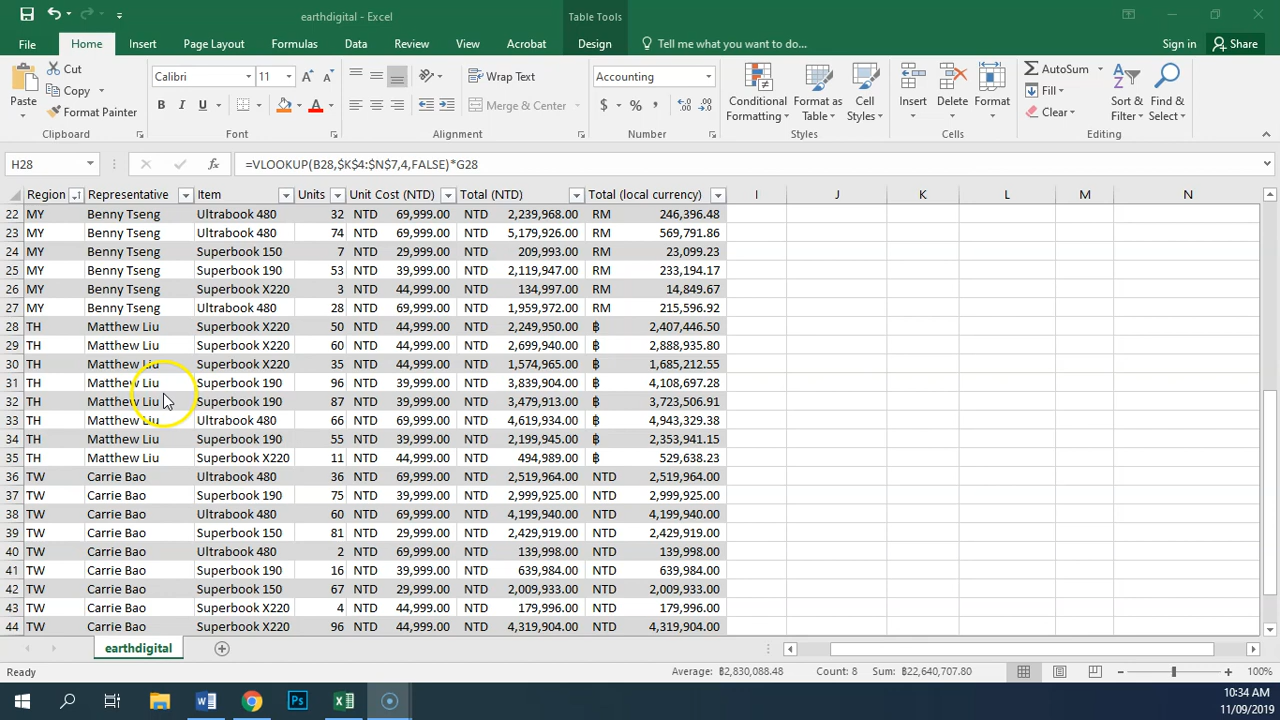 earthdigital - Excel
Table Tools
File Home Insert Page Layout Formulas Data Review View Acrobat Design Tell me what you want to do... Sign in Share
Paste
Cut
Copy
Format Painter
Calibri 11
B I U
Wrap Text
Merge & Center
Accounting
$ % ,
Conditional Formatting
Format as Table
Cell Styles
Insert
Delete
Format
AutoSum
Fill
Clear
Sort & Filter
Find & Select
Clipboard Font Alignment Number Styles Cells Editing
H28 =VLOOKUP(B28,$K$4:$N$7,4,FALSE)*G28
Region Representative Item Units Unit Cost (NTD) Total (NTD) Total (local currency) I J K L M N
22 MY Benny Tseng Ultrabook 480 32 NTD 69,999.00 NTD 2,239,968.00 RM 246,396.48
23 MY Benny Tseng Ultrabook 480 74 NTD 69,999.00 NTD 5,179,926.00 RM 569,791.86
24 MY Benny Tseng Superbook 150 7 NTD 29,999.00 NTD 209,993.00 RM 23,099.23
25 MY Benny Tseng Superbook 190 53 NTD 39,999.00 NTD 2,119,947.00 RM 233,194.17
26 MY Benny Tseng Superbook X220 3 NTD 44,999.00 NTD 134,997.00 RM 14,849.67
27 MY Benny Tseng Ultrabook 480 28 NTD 69,999.00 NTD 1,959,972.00 RM 215,596.92
28 TH Matthew Liu Superbook X220 50 NTD 44,999.00 NTD 2,249,950.00 ฿ 2,407,446.50
29 TH Matthew Liu Superbook X220 60 NTD 44,999.00 NTD 2,699,940.00 ฿ 2,888,935.80
30 TH Matthew Liu Superbook X220 35 NTD 44,999.00 NTD 1,574,965.00 ฿ 1,685,212.55
31 TH Matthew Liu Superbook 190 96 NTD 39,999.00 NTD 3,839,904.00 ฿ 4,108,697.28
32 TH Matthew Liu Superbook 190 87 NTD 39,999.00 NTD 3,479,913.00 ฿ 3,723,506.91
33 TH Matthew Liu Ultrabook 480 66 NTD 69,999.00 NTD 4,619,934.00 ฿ 4,943,329.38
34 TH Matthew Liu Superbook 190 55 NTD 39,999.00 NTD 2,199,945.00 ฿ 2,353,941.15
35 TH Matthew Liu Superbook X220 11 NTD 44,999.00 NTD 494,989.00 ฿ 529,638.23
36 TW Carrie Bao Ultrabook 480 36 NTD 69,999.00 NTD 2,519,964.00 NTD 2,519,964.00
37 TW Carrie Bao Superbook 190 75 NTD 39,999.00 NTD 2,999,925.00 NTD 2,999,925.00
38 TW Carrie Bao Ultrabook 480 60 NTD 69,999.00 NTD 4,199,940.00 NTD 4,199,940.00
39 TW Carrie Bao Superbook 150 81 NTD 29,999.00 NTD 2,429,919.00 NTD 2,429,919.00
40 TW Carrie Bao Ultrabook 480 2 NTD 69,999.00 NTD 139,998.00 NTD 139,998.00
41 TW Carrie Bao Superbook 190 16 NTD 39,999.00 NTD 639,984.00 NTD 639,984.00
42 TW Carrie Bao Superbook 150 67 NTD 29,999.00 NTD 2,009,933.00 NTD 2,009,933.00
43 TW Carrie Bao Superbook X220 4 NTD 44,999.00 NTD 179,996.00 NTD 179,996.00
44 TW Carrie Bao Superbook X220 96 NTD 44,999.00 NTD 4,319,904.00 NTD 4,319,904.00
earthdigital
Ready Average: ฿2,830,088.48 Count: 8 Sum: ฿22,640,707.80 100%
10:34 AM
11/09/2019